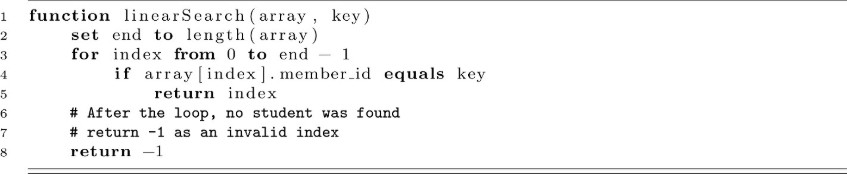 1 function linearSearch(array, key)
2 set end to length(array)
3 for index from 0 to end − 1
4 if array[index].member_id equals key
5 return index
6 # After the loop, no student was found
7 # return -1 as an invalid index
8 return −1